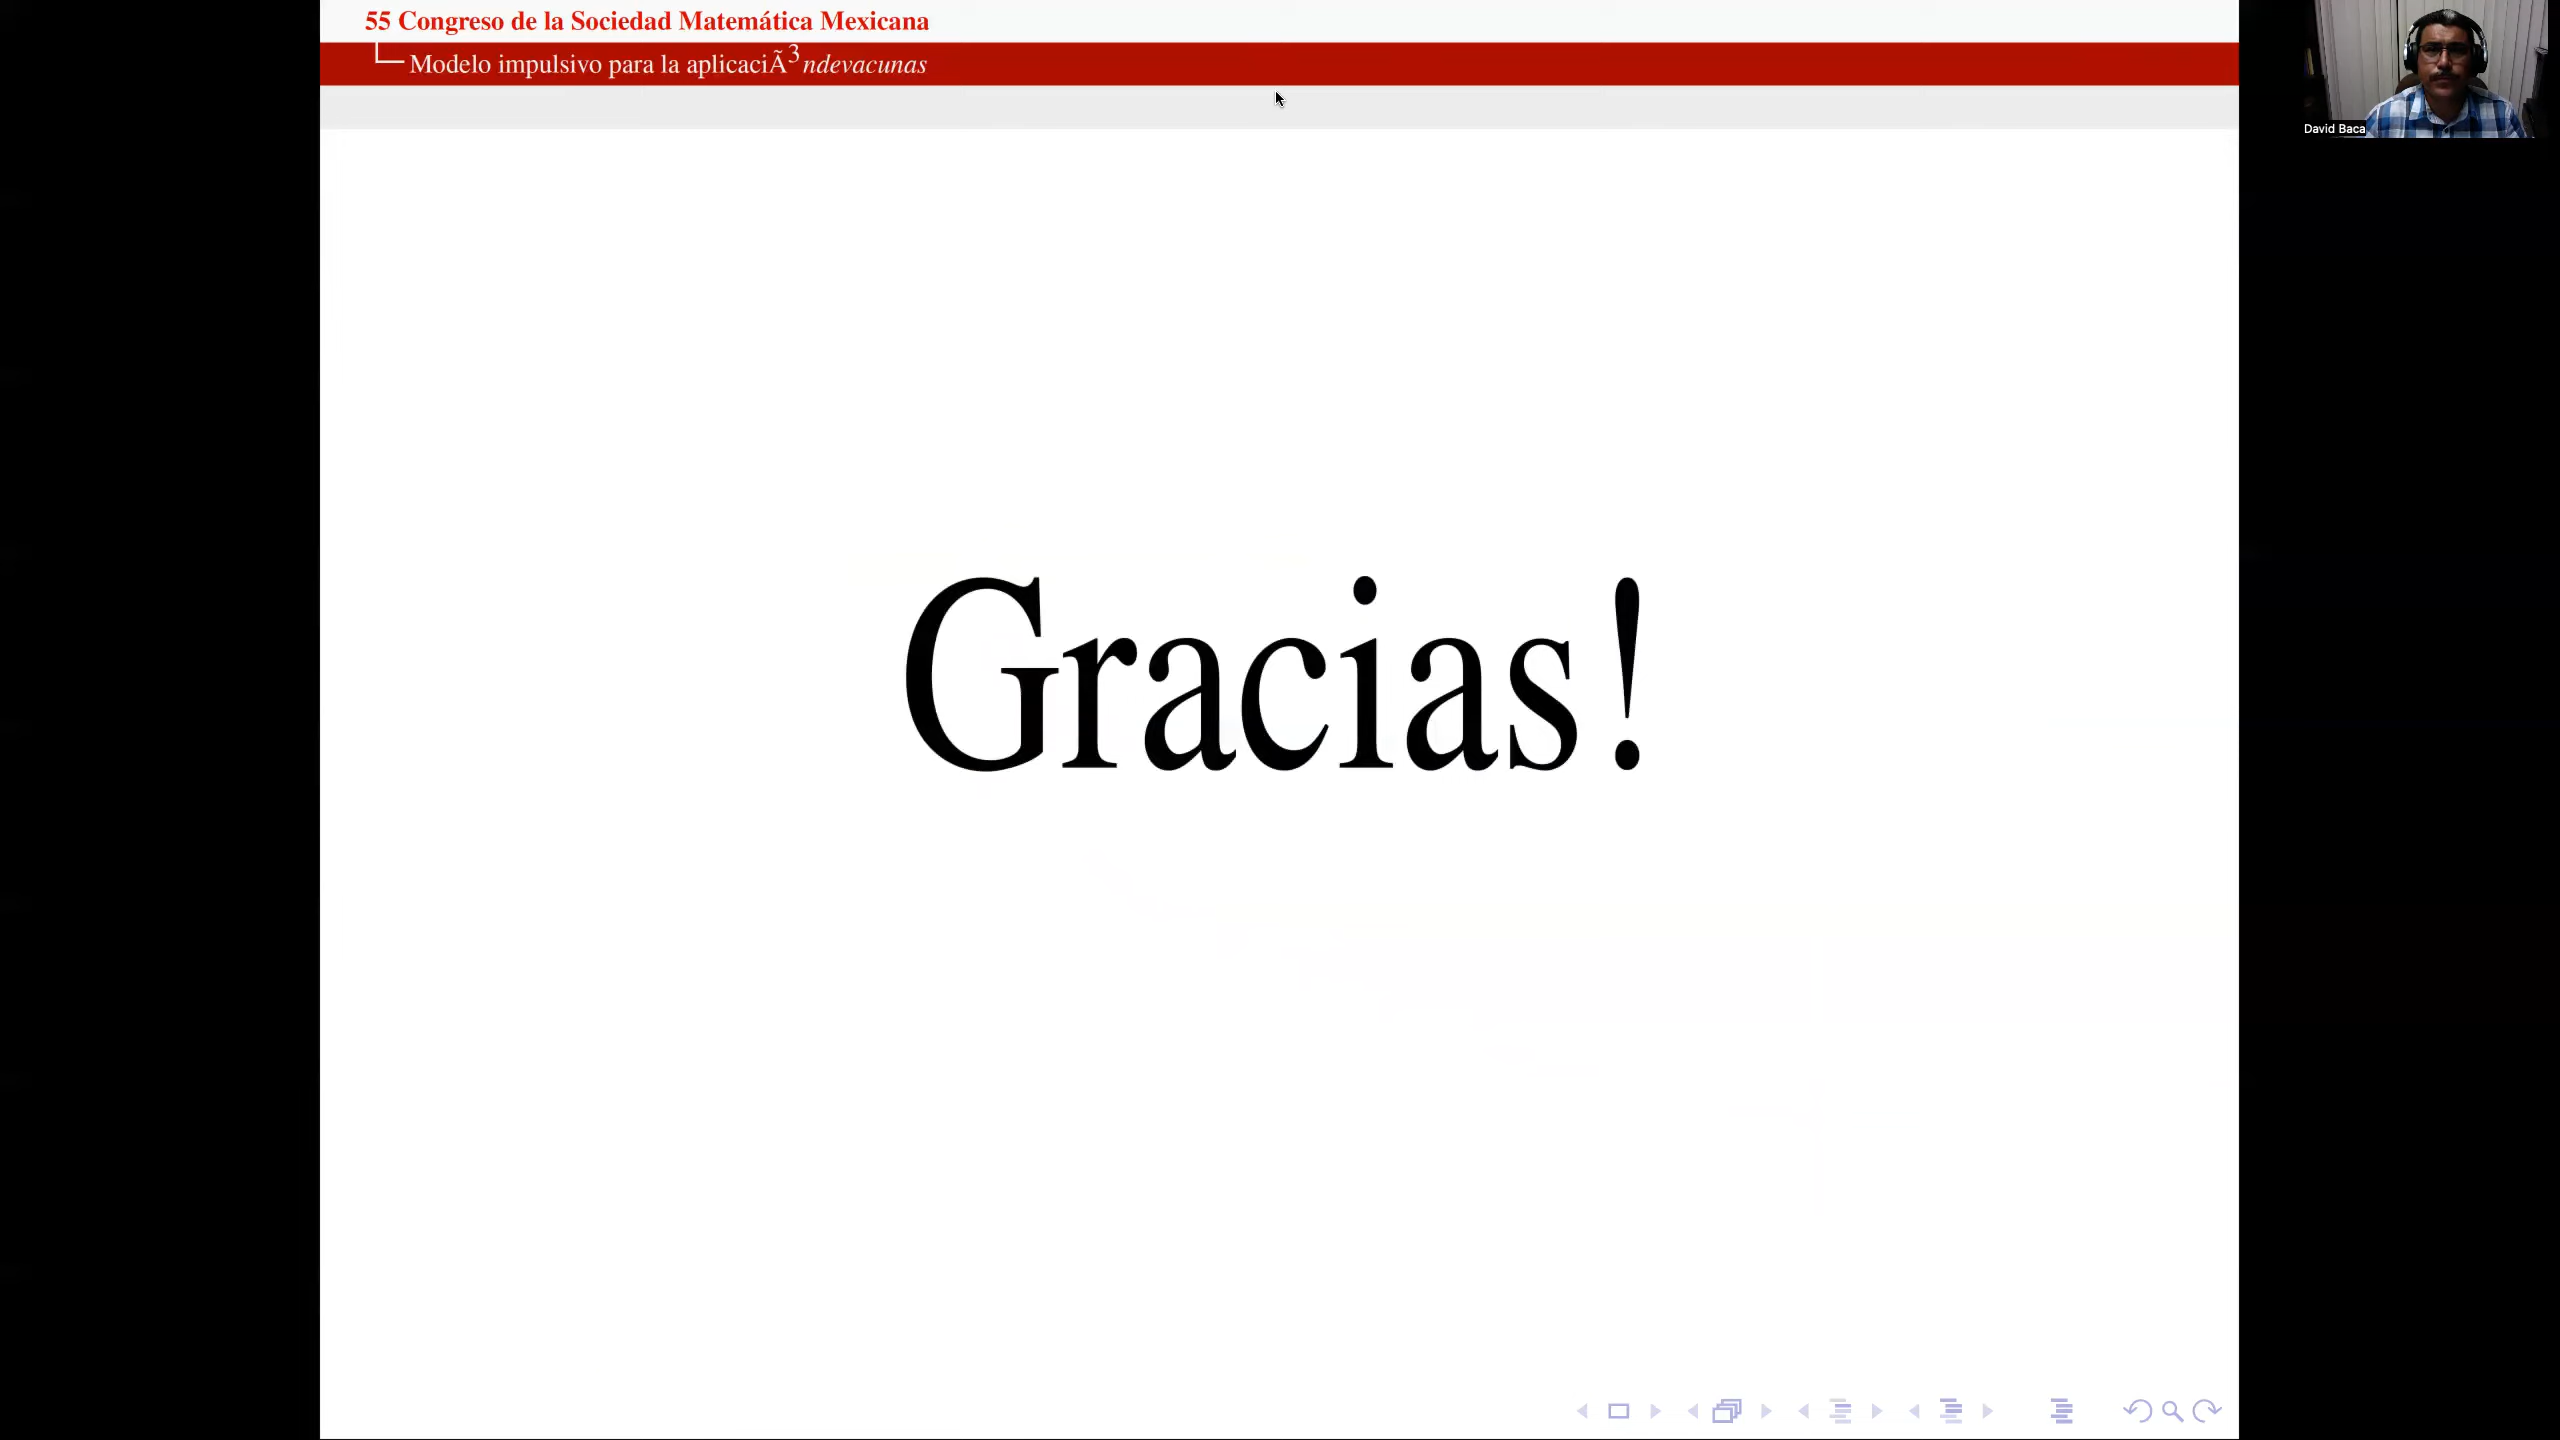 55 Congreso de la Sociedad Matemática Mexicana
Modelo impulsivo para la aplicaciÃ³ndevacunas
David Baca
Gracias!